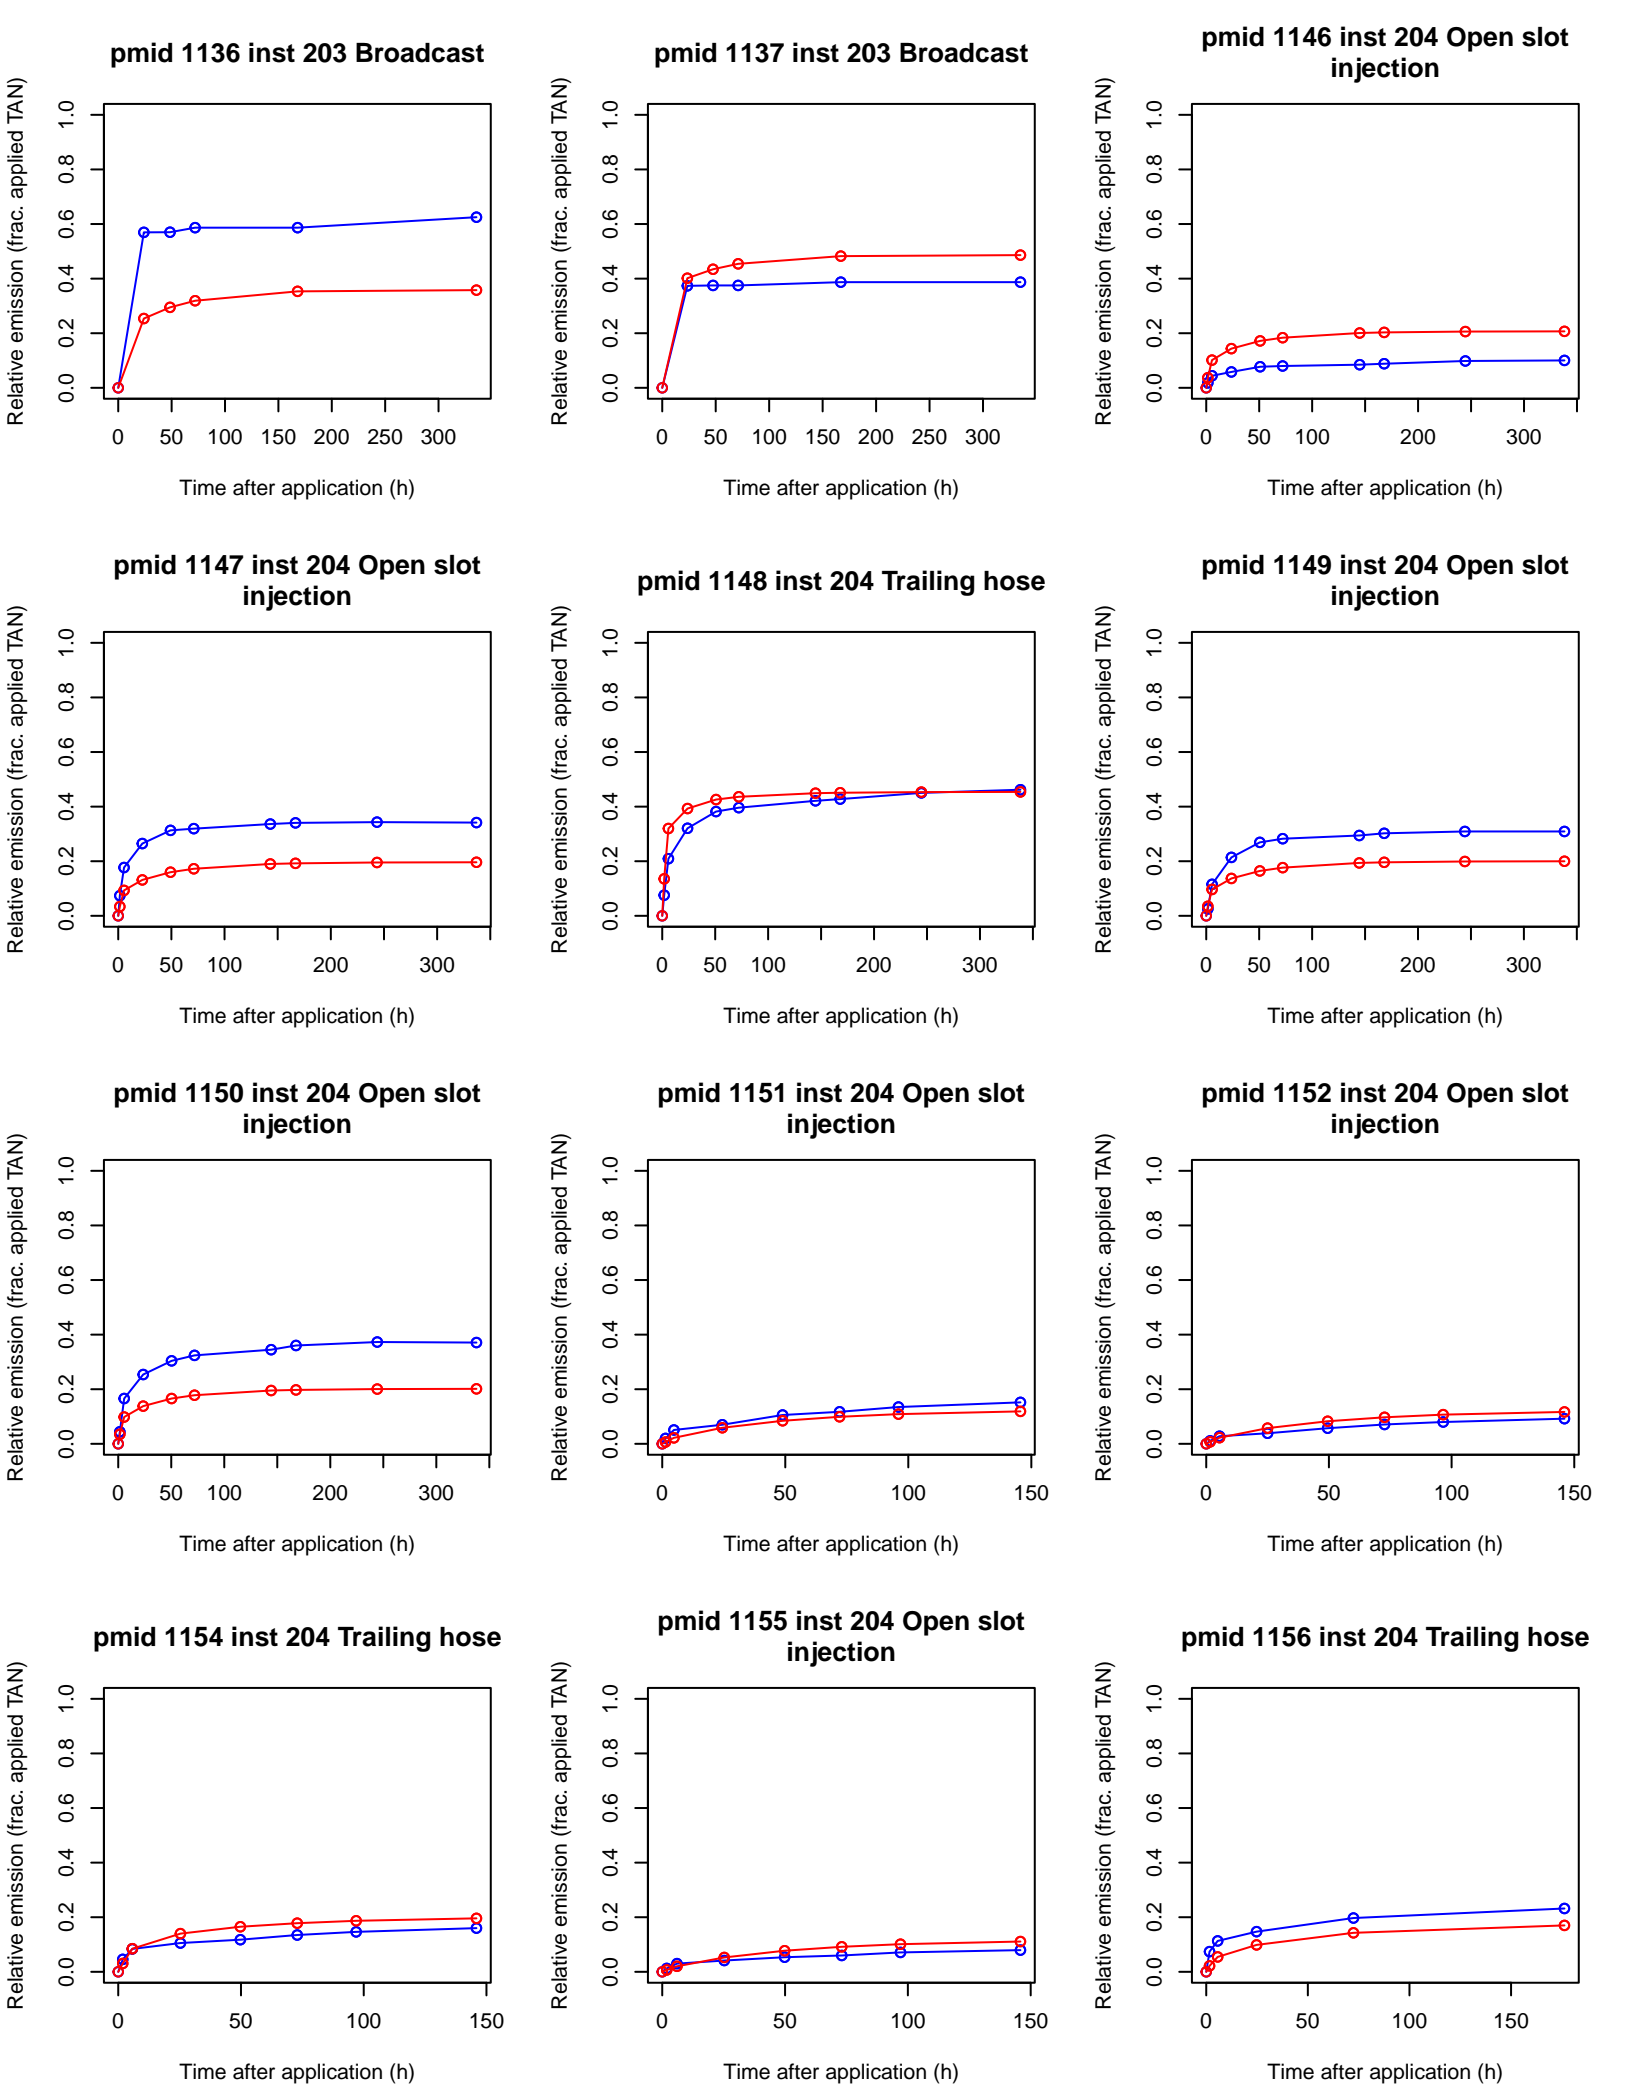 pmid 1136 inst 203 Broadcast
Relative emission (frac. applied TAN)
0.0 0.2 0.4 0.6 0.8 1.0
0 50 100 150 200 250 300
Time after application (h)
pmid 1137 inst 203 Broadcast
Relative emission (frac. applied TAN)
0.0 0.2 0.4 0.6 0.8 1.0
0 50 100 150 200 250 300
Time after application (h)
pmid 1146 inst 204 Open slot
injection
Relative emission (frac. applied TAN)
0.0 0.2 0.4 0.6 0.8 1.0
0 50 100 200 300
Time after application (h)
pmid 1147 inst 204 Open slot
injection
Relative emission (frac. applied TAN)
0.0 0.2 0.4 0.6 0.8 1.0
0 50 100 200 300
Time after application (h)
pmid 1148 inst 204 Trailing hose
Relative emission (frac. applied TAN)
0.0 0.2 0.4 0.6 0.8 1.0
0 50 100 200 300
Time after application (h)
pmid 1149 inst 204 Open slot
injection
Relative emission (frac. applied TAN)
0.0 0.2 0.4 0.6 0.8 1.0
0 50 100 200 300
Time after application (h)
pmid 1150 inst 204 Open slot
injection
Relative emission (frac. applied TAN)
0.0 0.2 0.4 0.6 0.8 1.0
0 50 100 200 300
Time after application (h)
pmid 1151 inst 204 Open slot
injection
Relative emission (frac. applied TAN)
0.0 0.2 0.4 0.6 0.8 1.0
0 50 100 150
Time after application (h)
pmid 1152 inst 204 Open slot
injection
Relative emission (frac. applied TAN)
0.0 0.2 0.4 0.6 0.8 1.0
0 50 100 150
Time after application (h)
pmid 1154 inst 204 Trailing hose
Relative emission (frac. applied TAN)
0.0 0.2 0.4 0.6 0.8 1.0
0 50 100 150
Time after application (h)
pmid 1155 inst 204 Open slot
injection
Relative emission (frac. applied TAN)
0.0 0.2 0.4 0.6 0.8 1.0
0 50 100 150
Time after application (h)
pmid 1156 inst 204 Trailing hose
Relative emission (frac. applied TAN)
0.0 0.2 0.4 0.6 0.8 1.0
0 50 100 150
Time after application (h)